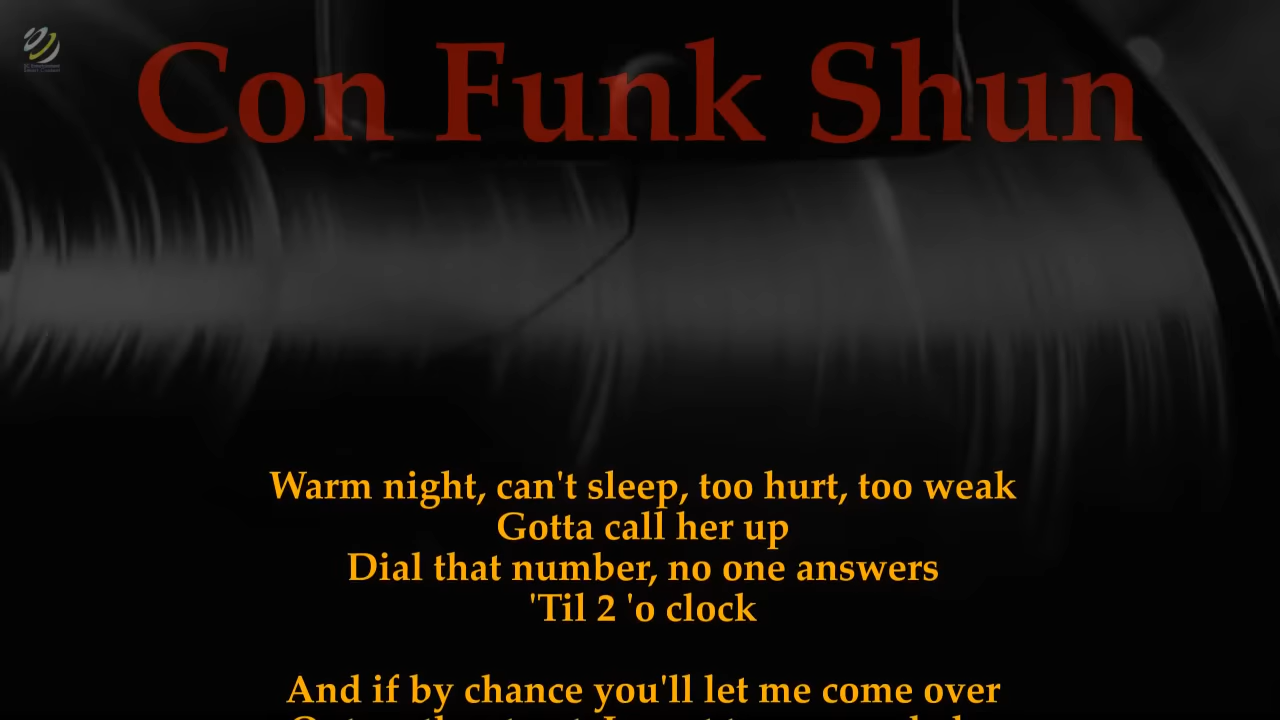 Con Funk Shun
Warm night, can't sleep, too hurt, too weak
Gotta call her up
Dial that number, no one answers
'Til 2 'o clock
And if by chance you'll let me come over